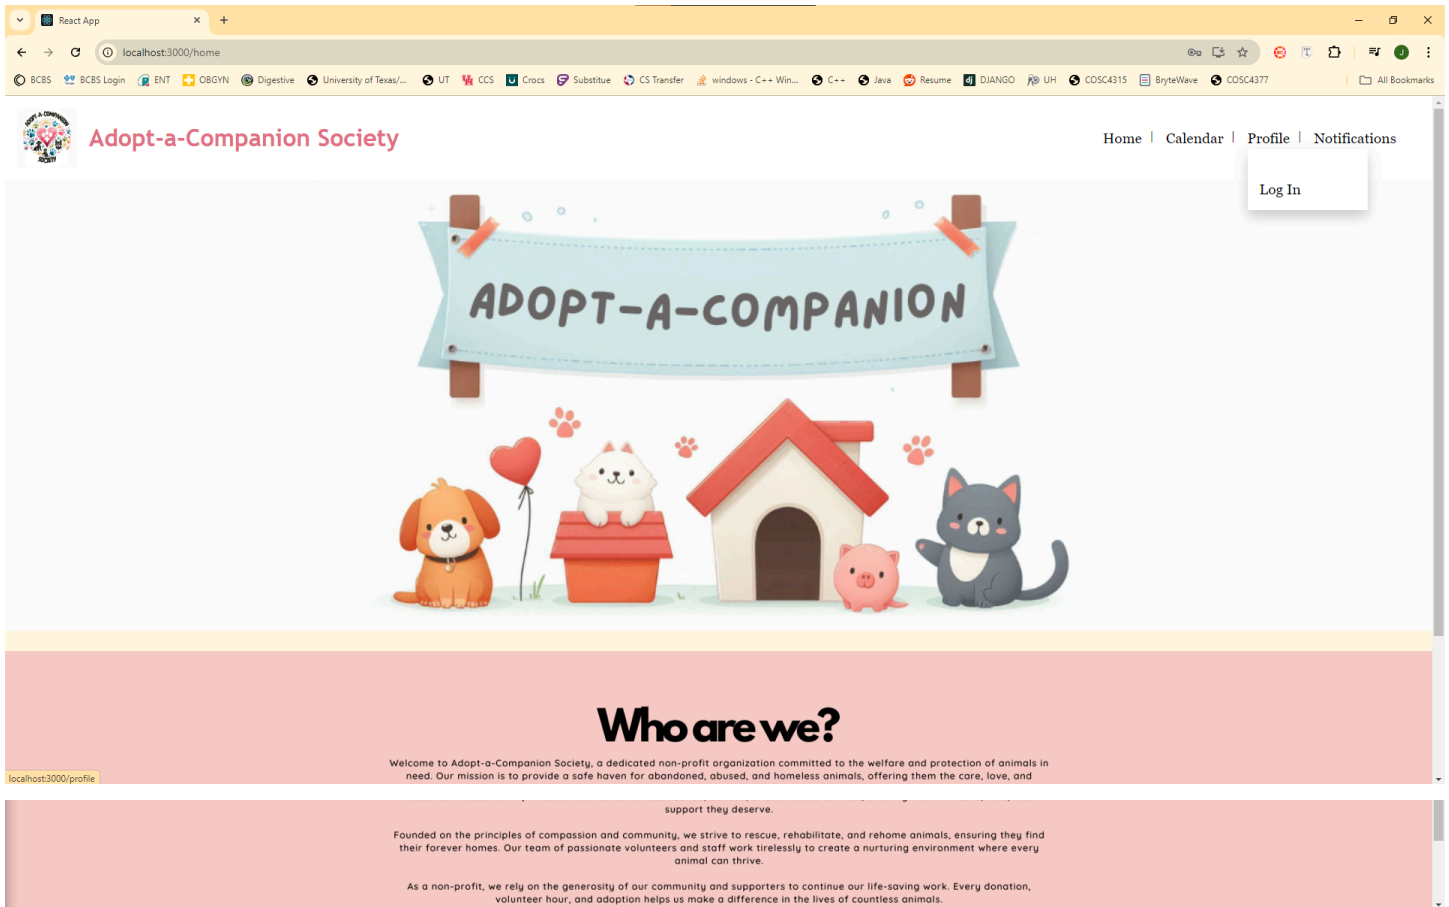 React App
localhost:3000/home
BCBS
BCBS Login
ENT
OBGYN
Digestive
University of Texas/...
UT
CCS
Crocs
Substitue
CS Transfer
windows - C++ Win...
C++
Java
Resume
DJANGO
UH
COSC4315
BryteWave
COSC4377
All Bookmarks
ADOPT-A-COMPANION
SOCIETY
Adopt-a-Companion Society
Home
Calendar
Profile
Notifications
Log In
ADOPT-A-COMPANION
Who are we?
Welcome to Adopt-a-Companion Society, a dedicated non-profit organization committed to the welfare and protection of animals in
need. Our mission is to provide a safe haven for abandoned, abused, and homeless animals, offering them the care, love, and
localhost:3000/profile
support they deserve.
Founded on the principles of compassion and community, we strive to rescue, rehabilitate, and rehome animals, ensuring they find
their forever homes. Our team of passionate volunteers and staff work tirelessly to create a nurturing environment where every
animal can thrive.
As a non-profit, we rely on the generosity of our community and supporters to continue our life-saving work. Every donation,
volunteer hour, and adoption helps us make a difference in the lives of countless animals.